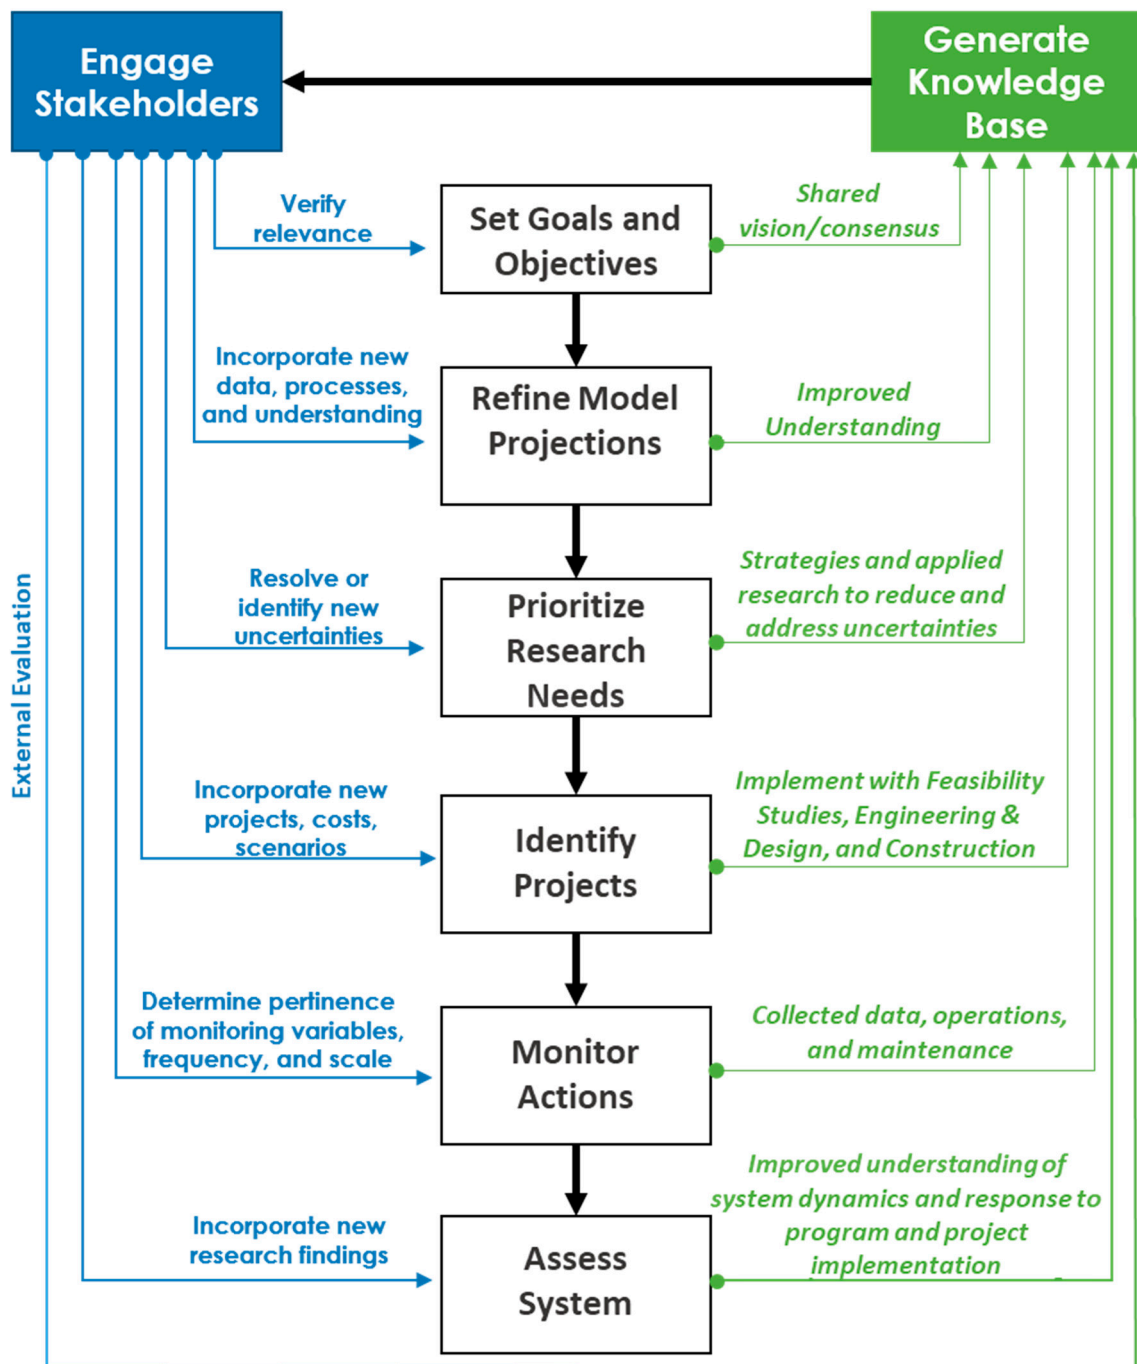 Engage
Stakeholders
Generate
Knowledge
Base
Verify
relevance
Set Goals and
Objectives
Shared
vision/consensus
Incorporate new
data, processes,
and understanding
Refine Model
Projections
Improved
Understanding
External Evaluation
Resolve or
identify new
uncertainties
Prioritize
Research
Needs
Strategies and applied
research to reduce and
address uncertainties
Incorporate new
projects, costs,
scenarios
Identify
Projects
Implement with Feasibility
Studies, Engineering &
Design, and Construction
Determine pertinence
of monitoring variables,
frequency, and scale
Monitor
Actions
Collected data, operations,
and maintenance
Incorporate new
research findings
Assess
System
Improved understanding of
system dynamics and response to
program and project
implementation